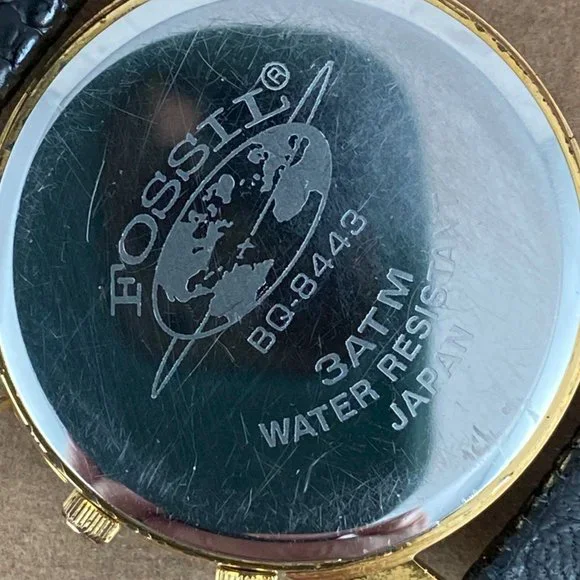 FOSSIL®
BQ-8443
3ATM
WATER RESISTANT
JAPAN